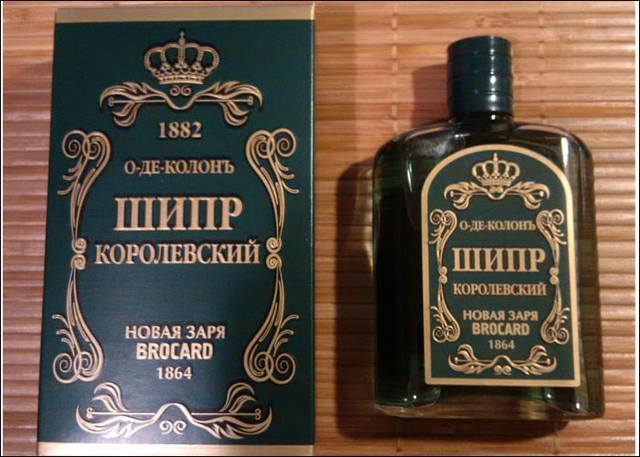 1882
О-ДЕ-КОЛОНЪ
ШИПР
КОРОЛЕВСКИЙ
НОВАЯ ЗАРЯ
BROCARD
1864
О-ДЕ-КОЛОНЪ
ШИПР
КОРОЛЕВСКИЙ
НОВАЯ ЗАРЯ
BROCARD
1864